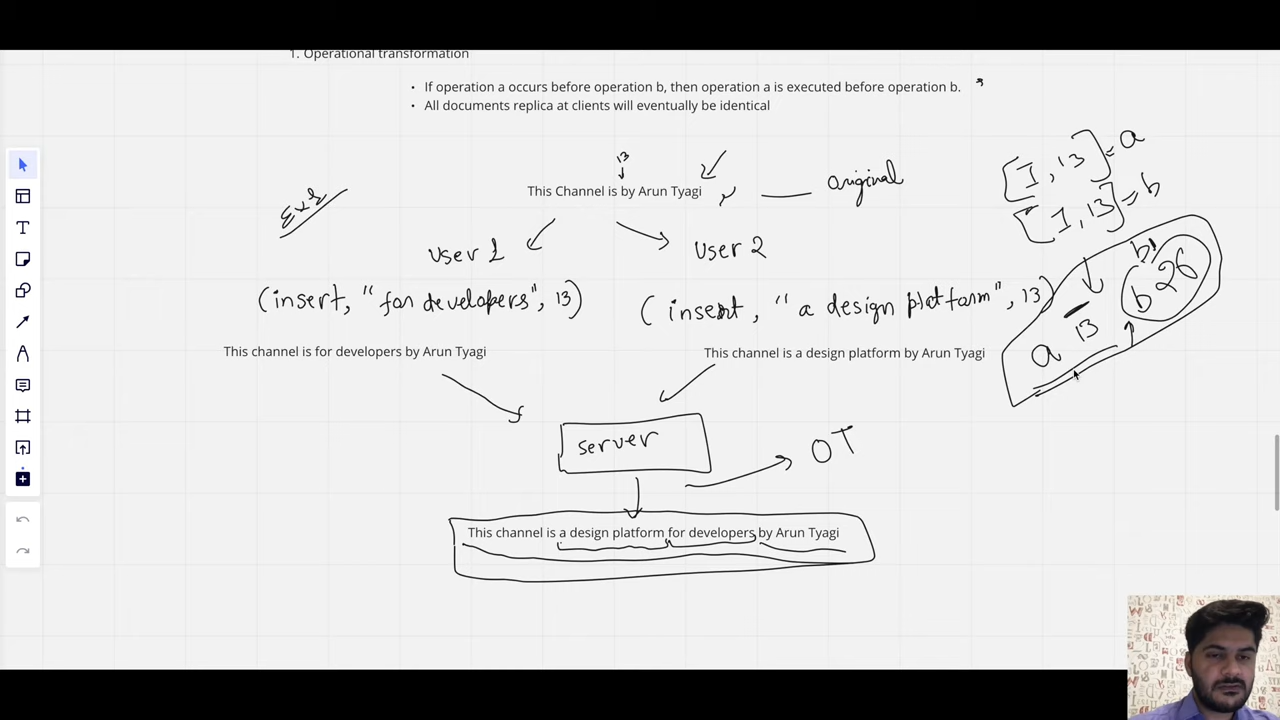 1. Operational transformation
• If operation a occurs before operation b, then operation a is executed before operation b.
• All documents replica at clients will eventually be identical
13
This Channel is by Arun Tyagi
original
[I, 13] = a
[I, 13] = b
Ex2
User 1
User 2
(insert, "for developers", 13)
(insert, "a design platform", 13)
b'
b 26
a 13
This channel is for developers by Arun Tyagi
This channel is a design platform by Arun Tyagi
server
OT
This channel is a design platform for developers by Arun Tyagi
T